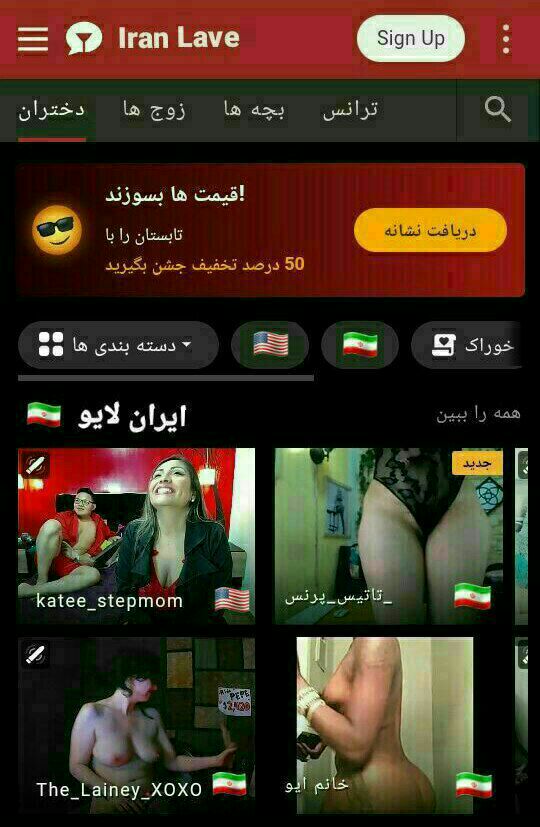 Iran Lave
Sign Up
دختران
زوج ها
بچه ها
ترانس
قیمت ها بسوزند!
تابستان را با
50 درصد تخفیف جشن بگیرید
دریافت نشانه
دسته بندی ها
خوراک
ایران لایو
همه را ببین
جدید
katee_stepmom
تاتیس_پرنس_
The_Lainey_XOXO
خانم ایو